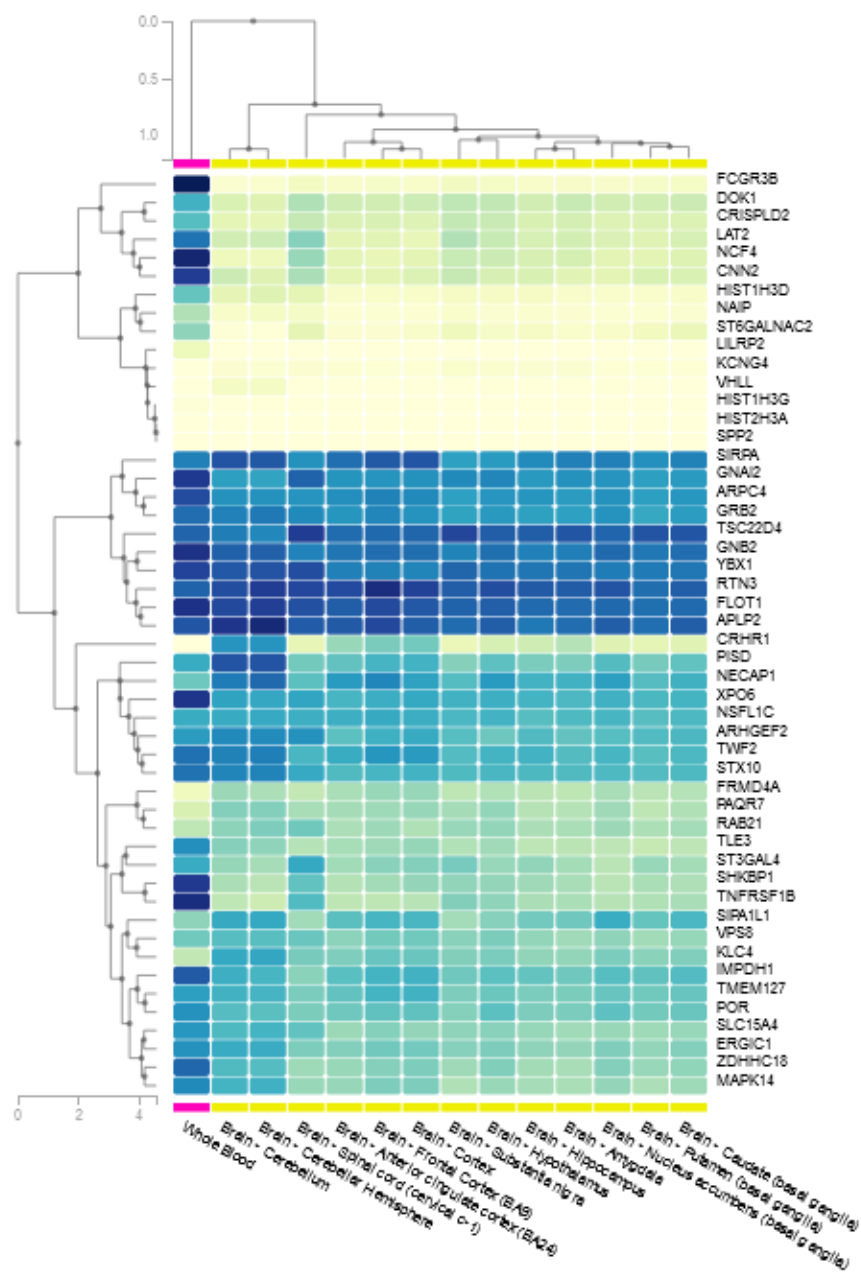 0.0
0.5
1.0
FCGR3B
DOK1
CRISPLD2
LAT2
NCF4
CNN2
HIST1H3D
NAIP
ST6GALNAC2
LILRP2
KCNG4
VHLL
HIST1H3G
HIST2H3A
SPP2
SIRPA
GNAI2
ARPC4
GRB2
TSC22D4
GNB2
YBX1
RTN3
FLOT1
APLP2
CRHR1
PISD
NECAP1
XPO6
NSFL1C
ARHGEF2
TWF2
STX10
FRMD4A
PAQR7
RAB21
TLE3
ST3GAL4
SHKBP1
TNFRSF1B
SIPA1L1
VPS8
KLC4
IMPDH1
TMEM127
POR
SLC15A4
ERGIC1
ZDHHC18
MAPK14
0 2 4
Whole Blood
Brain - Cerebellum
Brain - Cerebellar Hemisphere
Brain - Spinal cord (cervical c-1)
Brain - Anterior cingulate cortex (BA24)
Brain - Frontal Cortex (BA9)
Brain - Cortex
Brain - Substantia nigra
Brain - Hypothalamus
Brain - Hippocampus
Brain - Amygdala
Brain - Nucleus accumbens (basal ganglia)
Brain - Putamen (basal ganglia)
Brain - Caudate (basal ganglia)